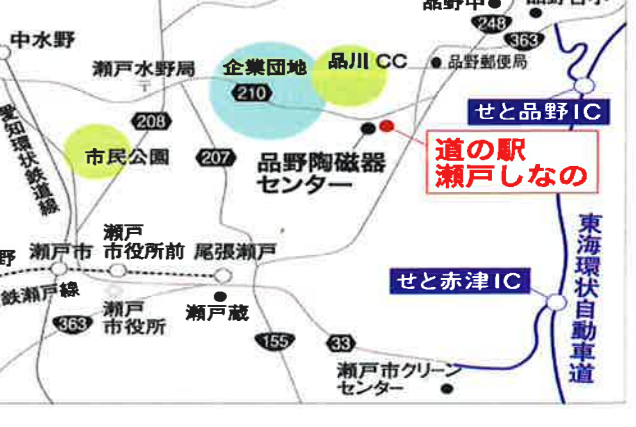 248
363
中水野
瀬戸水野局
企業団地
品川 CC
品野郵便局
210
208
207
せと品野IC
道の駅
瀬戸しなの
品野陶磁器
センター
市民公園
愛知環状鉄道線
瀬戸市
瀬戸
市役所前
尾張瀬戸
野
鉄瀬戸線
363
瀬戸
市役所
瀬戸蔵
155
33
せと赤津IC
東海環状自動車道
瀬戸市クリーン
センター